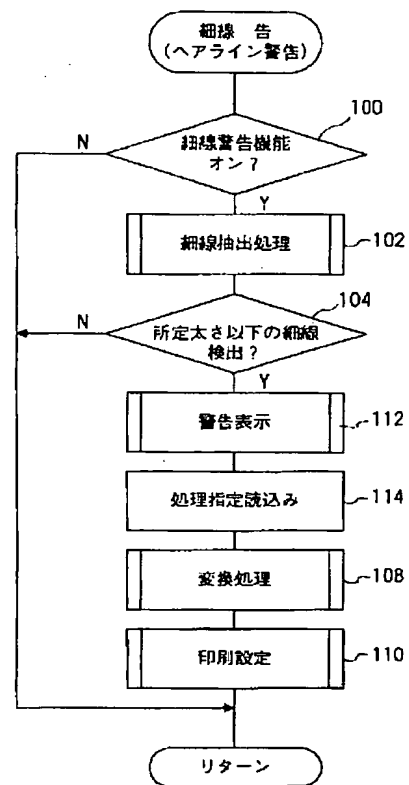 細線 告
(ヘアライン警告)
100
N
細線警告機能
オン?
Y
細線抽出処理
102
104
N
所定太さ以下の細線
検出?
Y
警告表示
112
処理指定読込み
114
変換処理
108
印刷設定
110
リターン